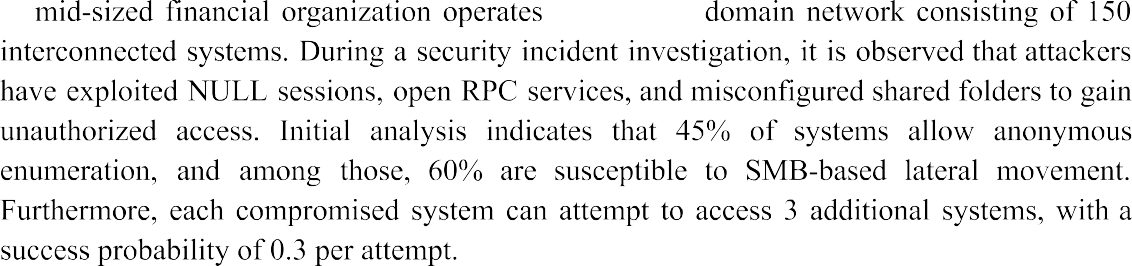 mid-sized financial organization operates domain network consisting of 150
interconnected systems. During a security incident investigation, it is observed that attackers
have exploited NULL sessions, open RPC services, and misconfigured shared folders to gain
unauthorized access. Initial analysis indicates that 45% of systems allow anonymous
enumeration, and among those, 60% are susceptible to SMB-based lateral movement.
Furthermore, each compromised system can attempt to access 3 additional systems, with a
success probability of 0.3 per attempt.